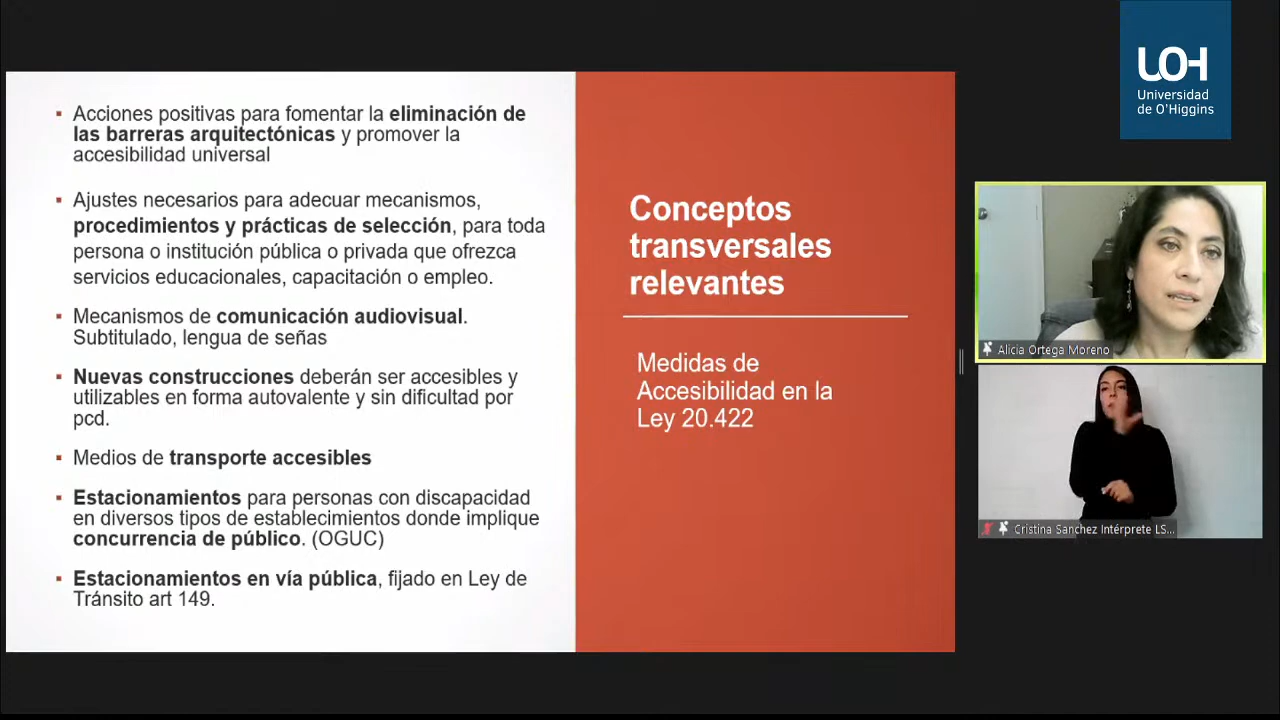 ▪ Acciones positivas para fomentar la eliminación de
las barreras arquitectónicas y promover la
accesibilidad universal
▪ Ajustes necesarios para adecuar mecanismos,
procedimientos y prácticas de selección, para toda
persona o institución pública o privada que ofrezca
servicios educacionales, capacitación o empleo.
▪ Mecanismos de comunicación audiovisual.
Subtitulado, lengua de señas
▪ Nuevas construcciones deberán ser accesibles y
utilizables en forma autovalente y sin dificultad por
pcd.
▪ Medios de transporte accesibles
▪ Estacionamientos para personas con discapacidad
en diversos tipos de establecimientos donde implique
concurrencia de público. (OGUC)
▪ Estacionamientos en vía pública, fijado en Ley de
Tránsito art 149.
Conceptos
transversales
relevantes
Medidas de
Accesibilidad en la
Ley 20.422
UOH
Universidad
de O'Higgins
Alicia Ortega Moreno
Cristina Sanchez Intérprete LS...